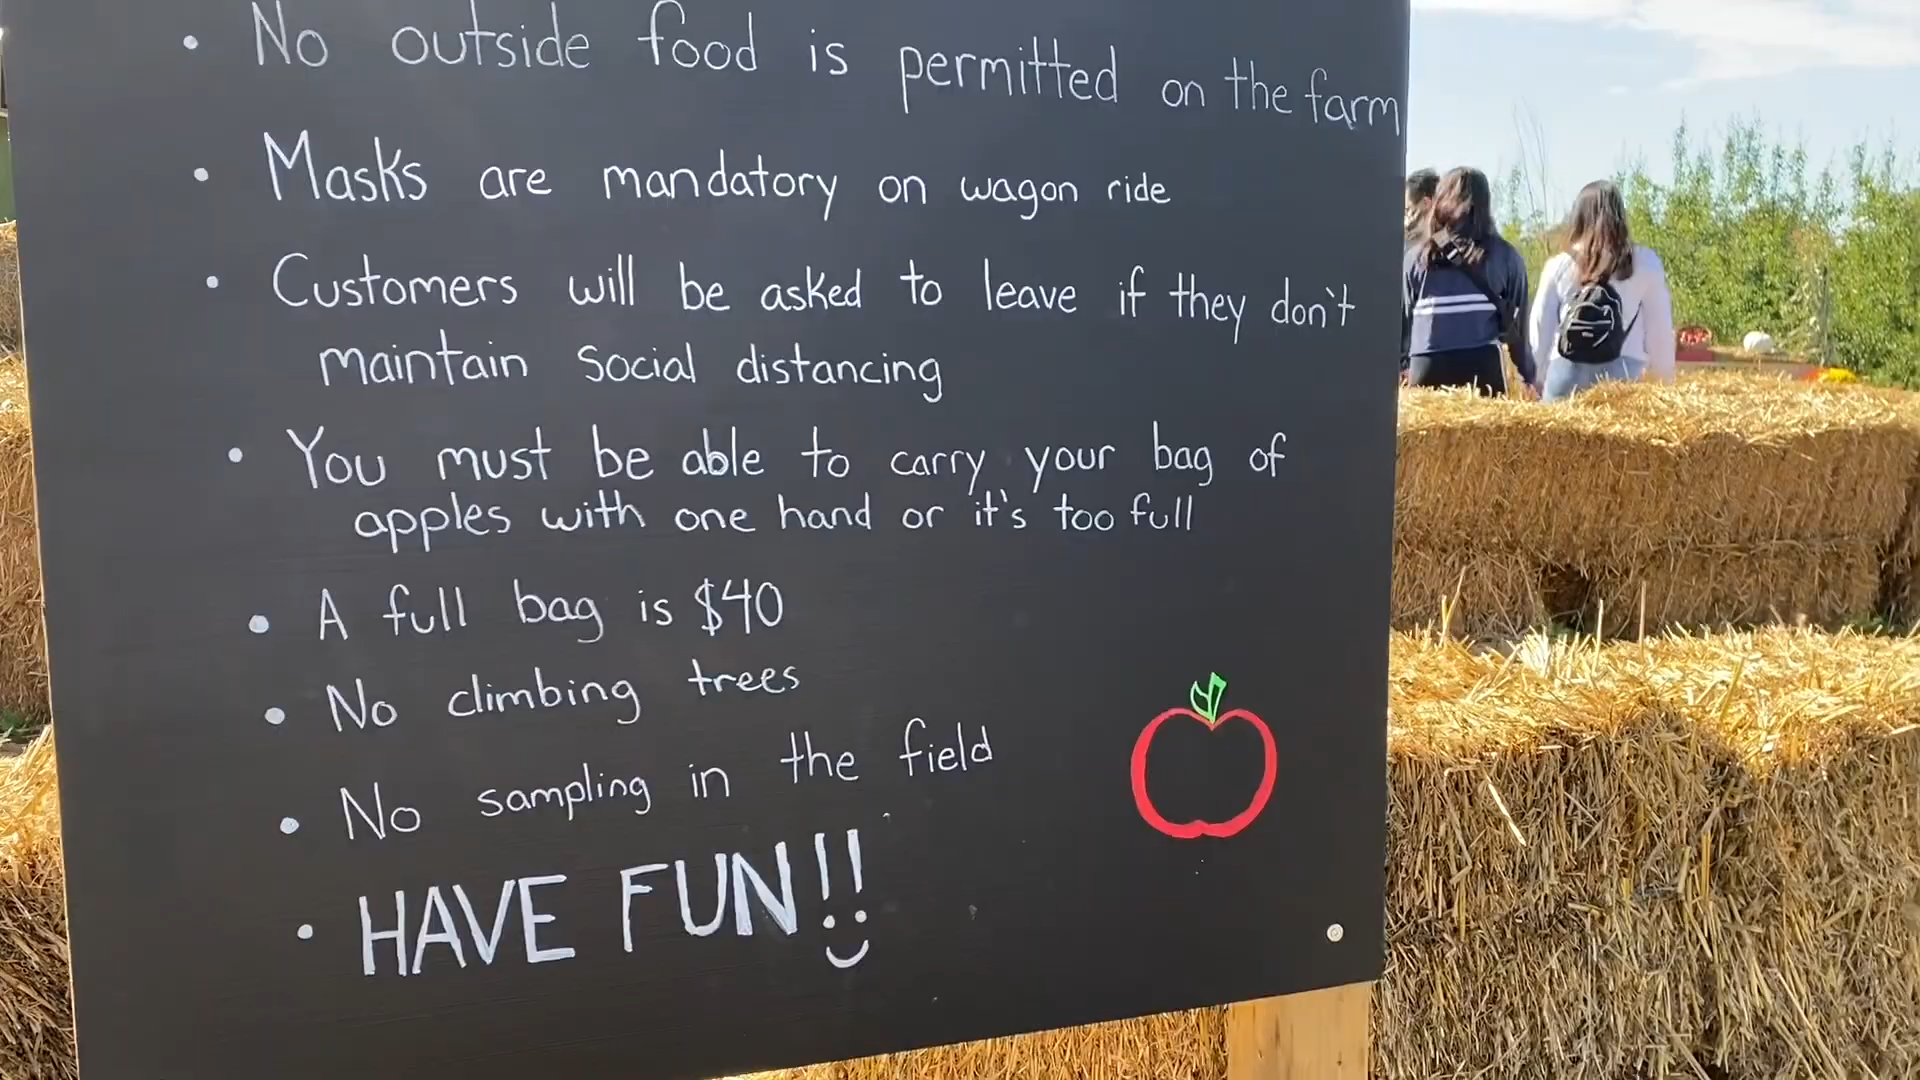 • No outside food is permitted on the farm
• Masks are mandatory on wagon ride
• Customers will be asked to leave if they don't
maintain social distancing
• You must be able to carry your bag of
apples with one hand or it's too full
• A full bag is $40
• No climbing trees
• No sampling in the field
• HAVE FUN!!